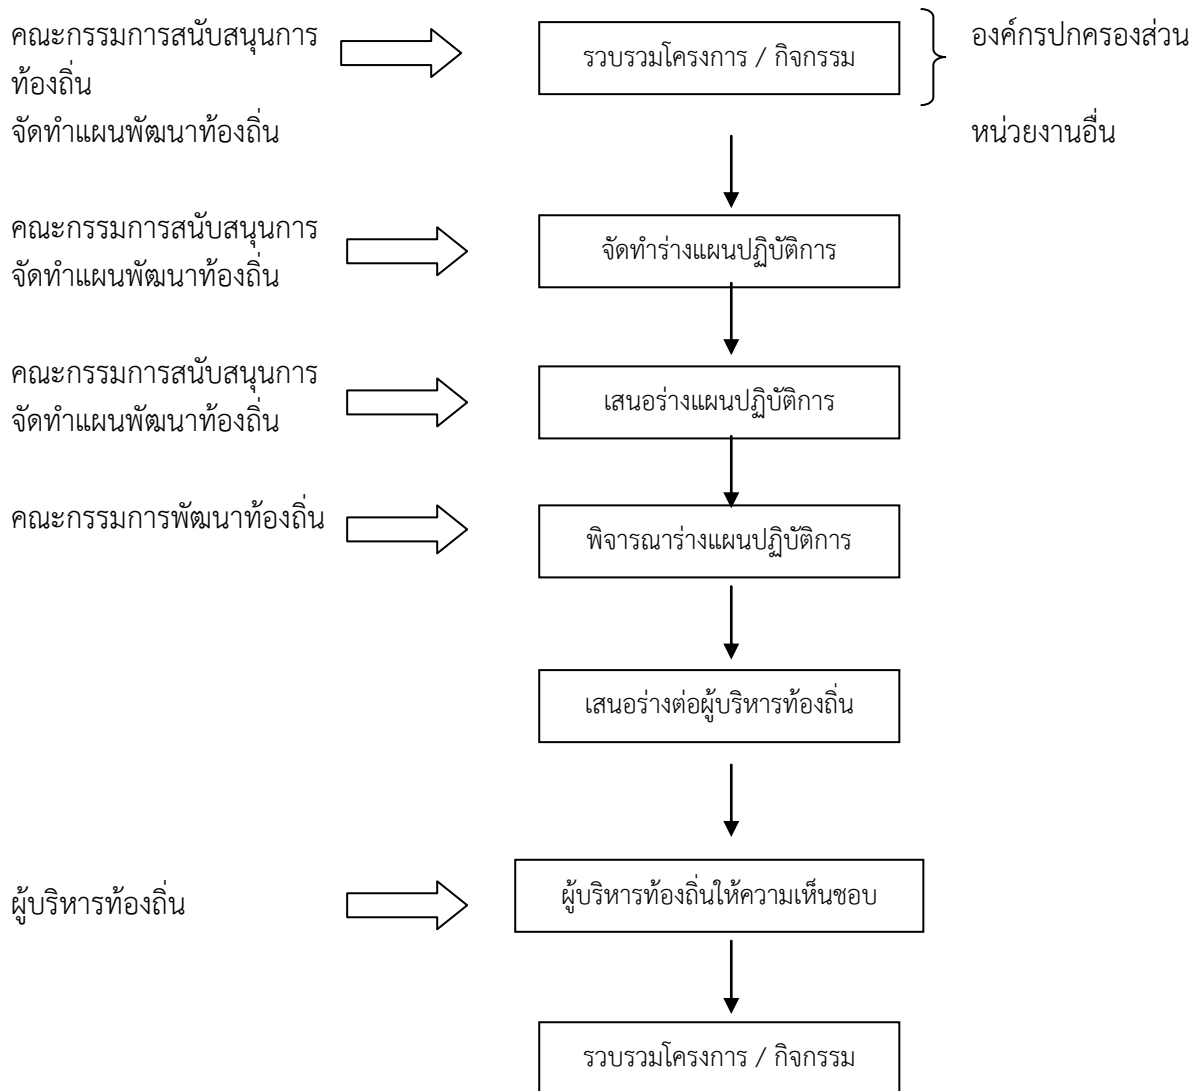 คณะกรรมการสนับสนุนการ
ท้องถิ่น
จัดทำแผนพัฒนาท้องถิ่น
รวบรวมโครงการ / กิจกรรม
องค์กรปกครองส่วน
หน่วยงานอื่น
คณะกรรมการสนับสนุนการ
จัดทำแผนพัฒนาท้องถิ่น
จัดทำร่างแผนปฏิบัติการ
คณะกรรมการสนับสนุนการ
จัดทำแผนพัฒนาท้องถิ่น
เสนอร่างแผนปฏิบัติการ
คณะกรรมการพัฒนาท้องถิ่น
พิจารณาร่างแผนปฏิบัติการ
เสนอร่างต่อผู้บริหารท้องถิ่น
ผู้บริหารท้องถิ่น
ผู้บริหารท้องถิ่นให้ความเห็นชอบ
รวบรวมโครงการ / กิจกรรม